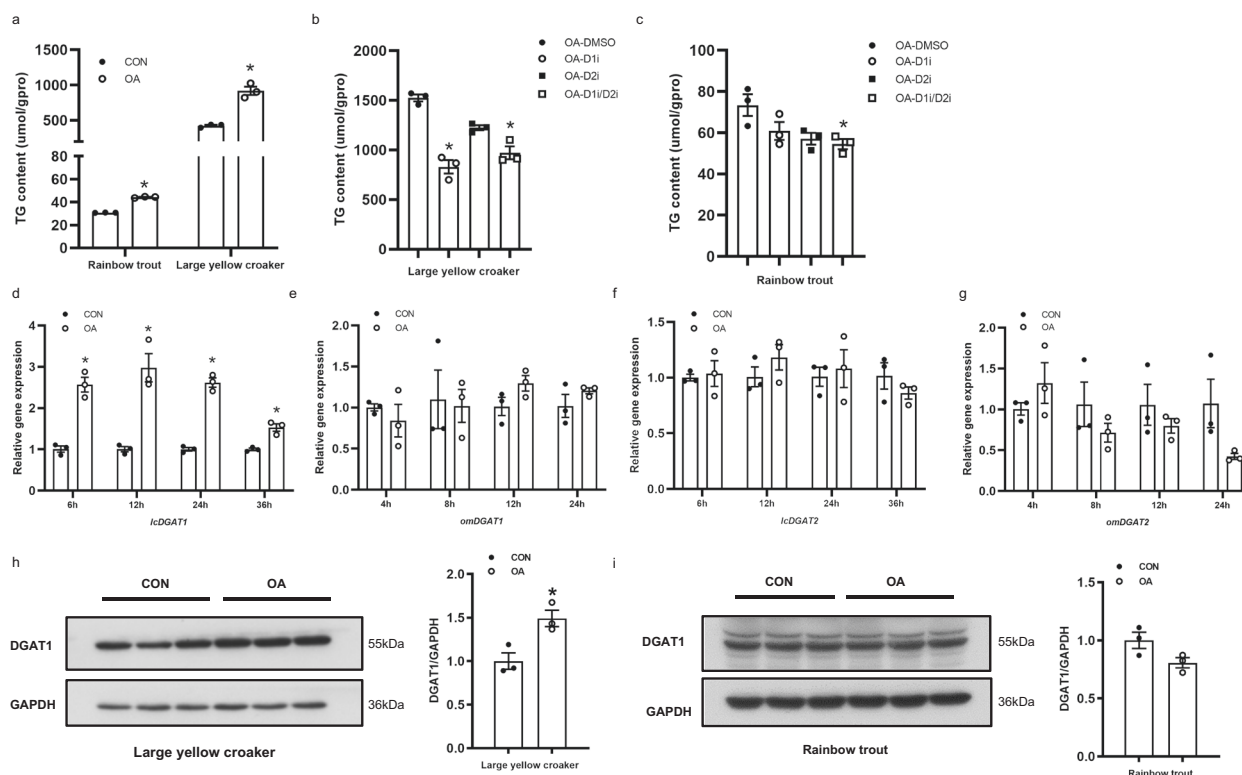 a
1500
1000
500
80
60
40
20
0
TG content (umol/gpro)
CON
OA
*
*
Rainbow trout
Large yellow croaker
b
2000
1500
1000
500
0
TG content (umol/gpro)
OA-DMSO
OA-D1i
OA-D2i
OA-D1i/D2i
*
*
Large yellow croaker
c
100
80
60
40
20
0
TG content (umol/gpro)
OA-DMSO
OA-D1i
OA-D2i
OA-D1i/D2i
*
Rainbow trout
d
4
3
2
1
0
Relative gene expression
CON
OA
*
*
*
*
6h 12h 24h 36h
lcDGAT1
e
2.0
1.5
1.0
0.5
0.0
Relative gene expression
CON
OA
4h 8h 12h 24h
omDGAT1
f
1.5
1.0
0.5
0.0
Relative gene expression
CON
OA
6h 12h 24h 36h
lcDGAT2
g
2.0
1.5
1.0
0.5
0.0
Relative gene expression
CON
OA
4h 8h 12h 24h
omDGAT2
h
CON OA
DGAT1 55kDa
GAPDH 36kDa
Large yellow croaker
CON
OA
2.0
1.5
1.0
0.5
0.0
DGAT1/GAPDH
*
Large yellow croaker
i
CON OA
DGAT1 55kDa
GAPDH 36kDa
Rainbow trout
CON
OA
1.5
1.0
0.5
0.0
DGAT1/GAPDH
Rainbow trout